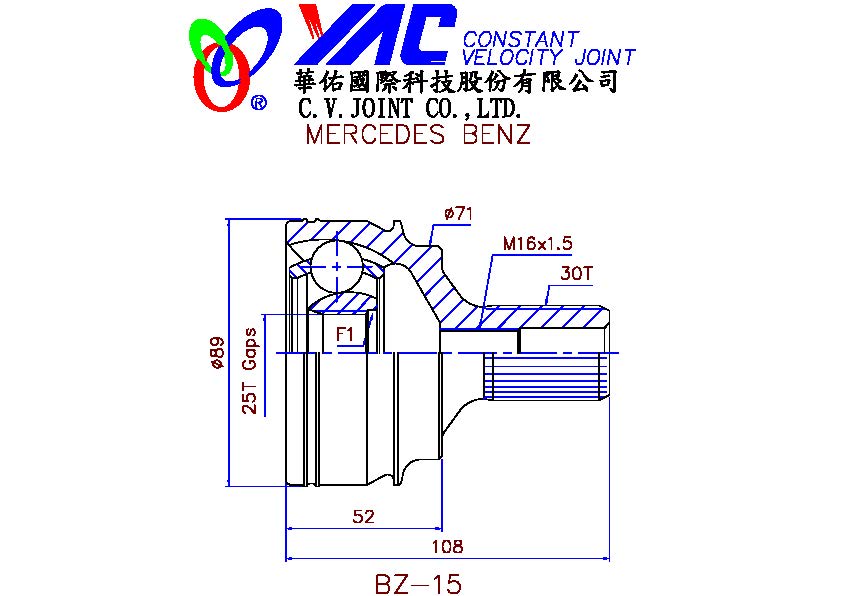 YAC CONSTANT
VELOCITY JOINT
®
華佑國際科技股份有限公司
C.V.JOINT CO.,LTD.
MERCEDES BENZ
ø71
M16x1.5
30T
F1
ø89
25T Gaps
52
108
BZ-15